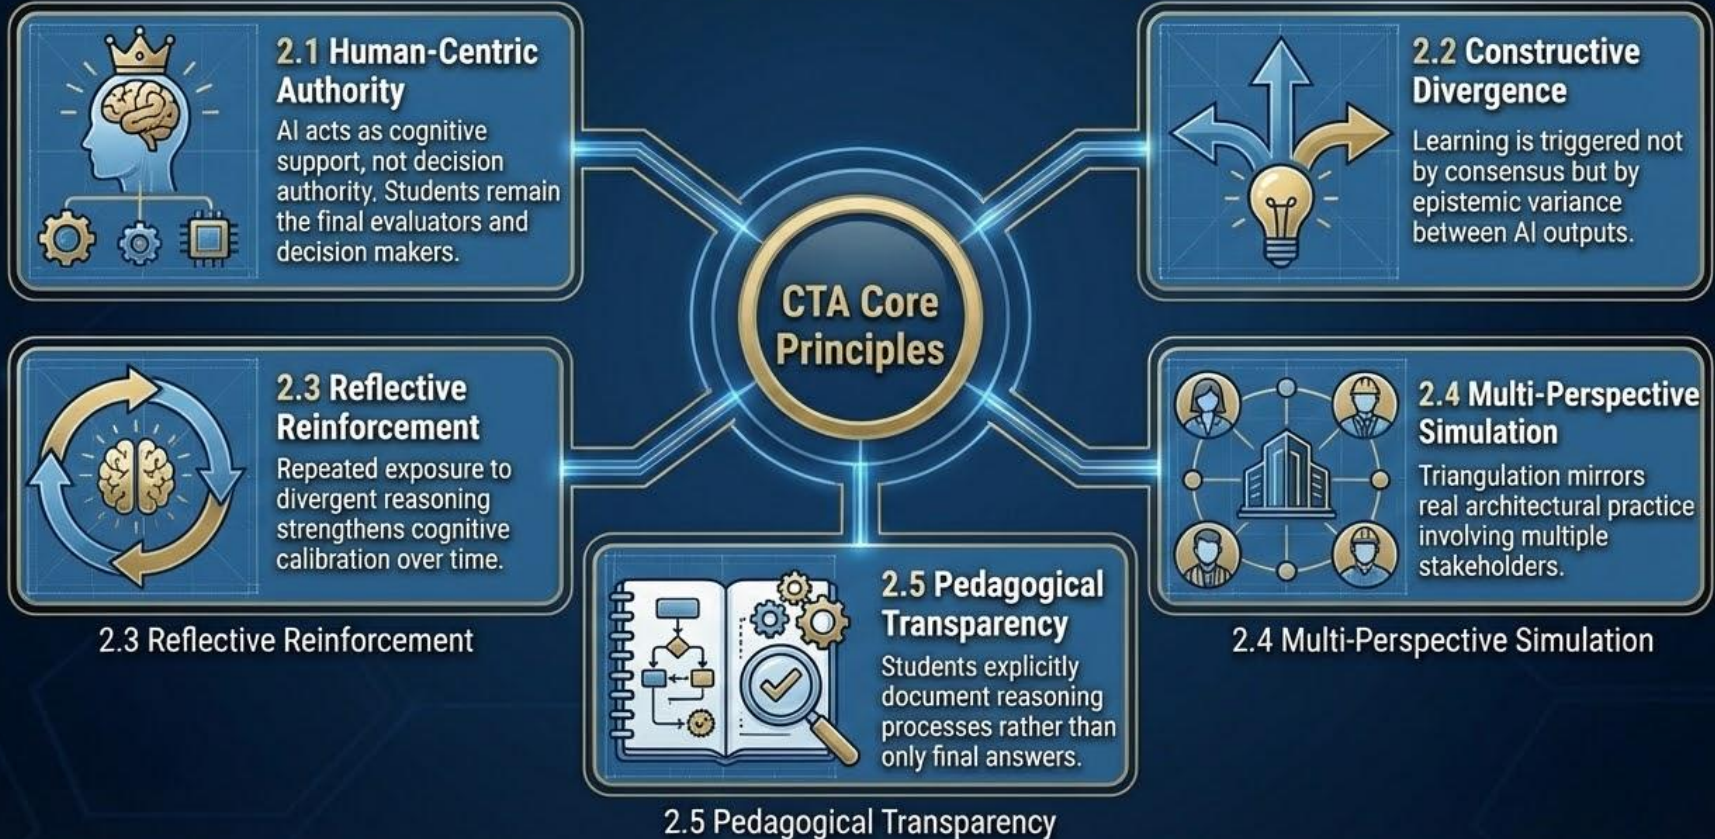 2.1 Human-Centric
Authority
AI acts as cognitive
support, not decision
authority. Students remain
the final evaluators and
decision makers.
2.2 Constructive
Divergence
Learning is triggered not
by consensus but by
epistemic variance
between AI outputs.
CTA Core
Principles
2.3 Reflective
Reinforcement
Repeated exposure to
divergent reasoning
strengthens cognitive
calibration over time.
2.3 Reflective Reinforcement
2.4 Multi-Perspective
Simulation
Triangulation mirrors
real architectural practice
involving multiple
stakeholders.
2.4 Multi-Perspective Simulation
2.5 Pedagogical
Transparency
Students explicitly
document reasoning
processes rather than
only final answers.
2.5 Pedagogical Transparency